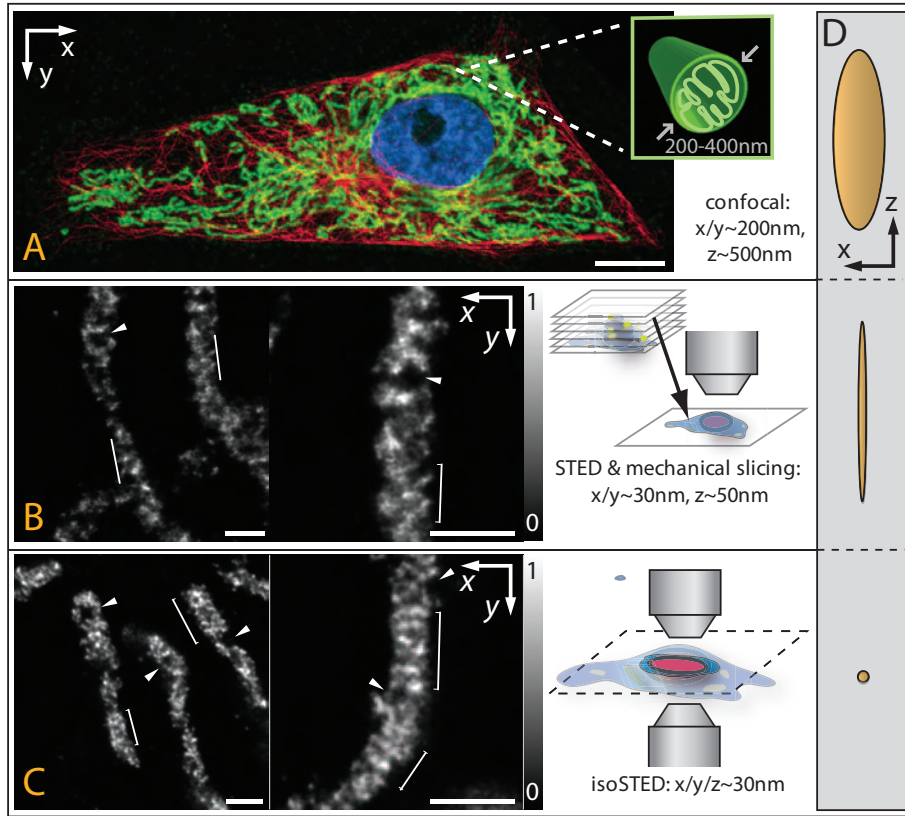 x
y
A
200-400nm
confocal:
x/y~200nm,
z~500nm
D
z
x
x
y
1
0
B
STED & mechanical slicing:
x/y~30nm, z~50nm
x
y
1
0
C
isoSTED: x/y/z~30nm